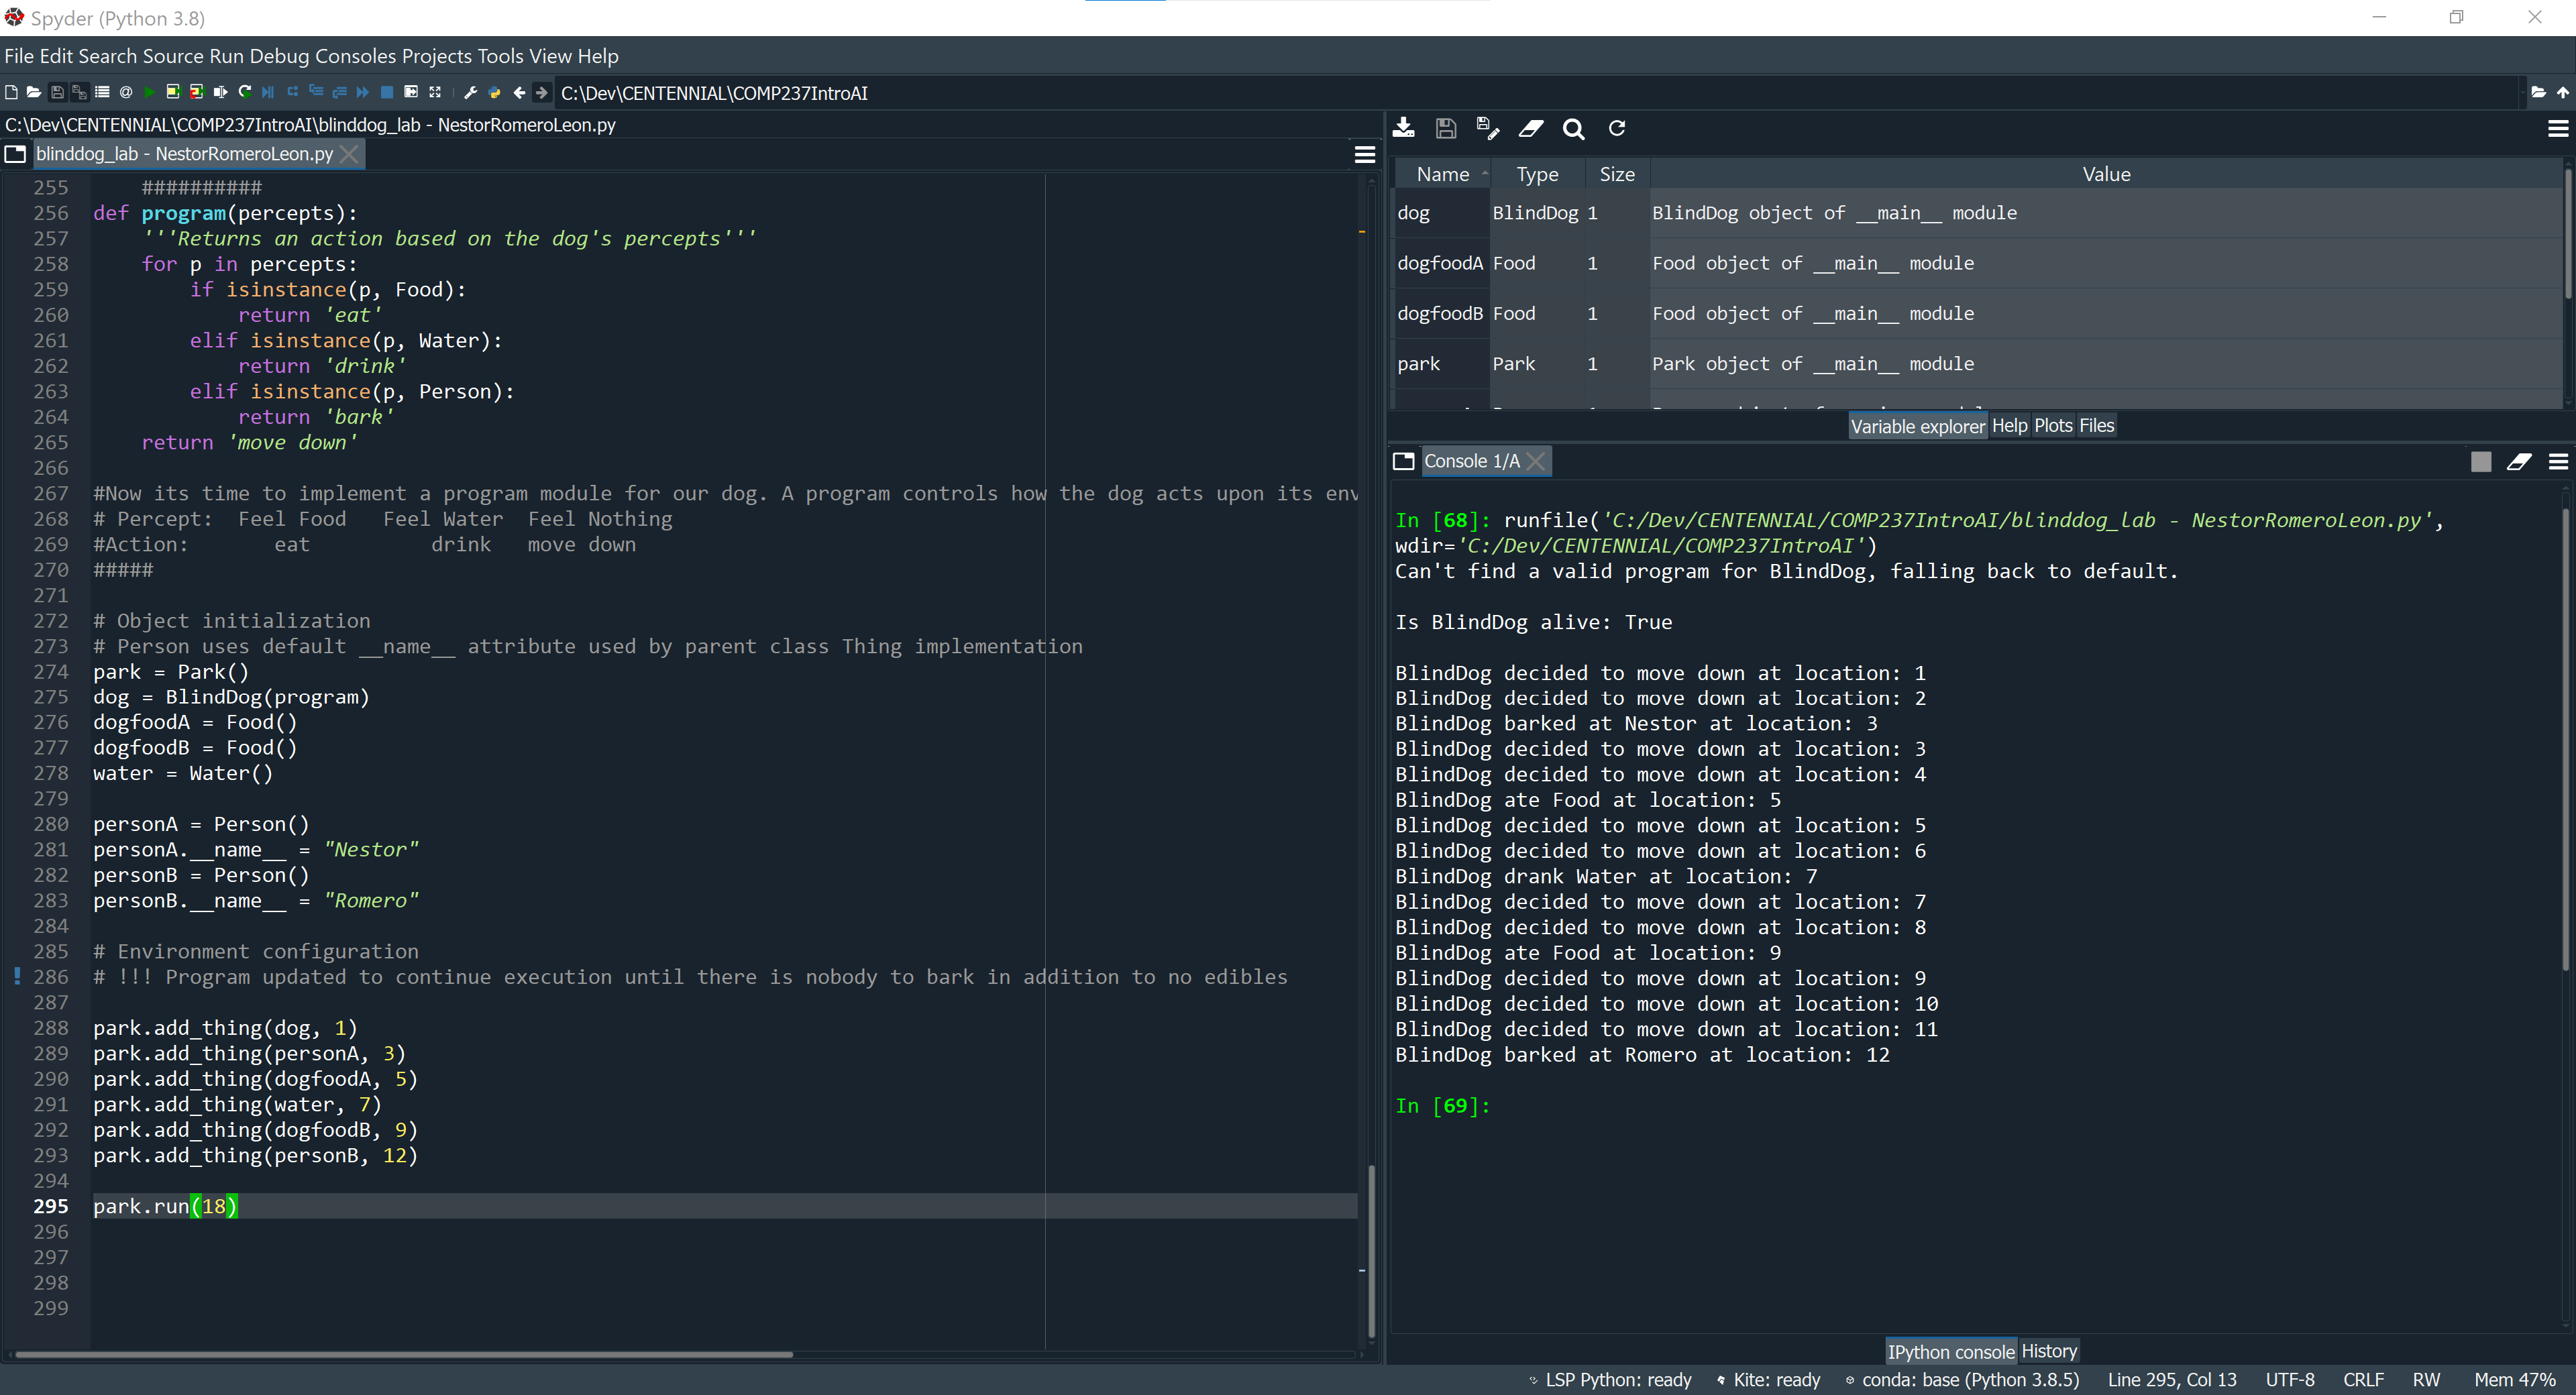 Spyder (Python 3.8)
File Edit Search Source Run Debug Consoles Projects Tools View Help
C:\Dev\CENTENNIAL\COMP237IntroAI
C:\Dev\CENTENNIAL\COMP237IntroAI\blinddog_lab - NestorRomeroLeon.py
blinddog_lab - NestorRomeroLeon.py
255 ##########
256 def program(percepts):
257 '''Returns an action based on the dog's percepts'''
258 for p in percepts:
259 if isinstance(p, Food):
260 return 'eat'
261 elif isinstance(p, Water):
262 return 'drink'
263 elif isinstance(p, Person):
264 return 'bark'
265 return 'move down'
266
267 #Now its time to implement a program module for our dog. A program controls how the dog acts upon its env
268 # Percept: Feel Food Feel Water Feel Nothing
269 #Action: eat drink move down
270 #####
271
272 # Object initialization
273 # Person uses default __name__ attribute used by parent class Thing implementation
274 park = Park()
275 dog = BlindDog(program)
276 dogfoodA = Food()
277 dogfoodB = Food()
278 water = Water()
279
280 personA = Person()
281 personA.__name__ = "Nestor"
282 personB = Person()
283 personB.__name__ = "Romero"
284
285 # Environment configuration
286 # !!! Program updated to continue execution until there is nobody to bark in addition to no edibles
287
288 park.add_thing(dog, 1)
289 park.add_thing(personA, 3)
290 park.add_thing(dogfoodA, 5)
291 park.add_thing(water, 7)
292 park.add_thing(dogfoodB, 9)
293 park.add_thing(personB, 12)
294
295 park.run(18)
296
297
298
299
Name Type Size Value
dog BlindDog 1 BlindDog object of __main__ module
dogfoodA Food 1 Food object of __main__ module
dogfoodB Food 1 Food object of __main__ module
park Park 1 Park object of __main__ module
Variable explorer Help Plots Files
Console 1/A
In [68]: runfile('C:/Dev/CENTENNIAL/COMP237IntroAI/blinddog_lab - NestorRomeroLeon.py',
wdir='C:/Dev/CENTENNIAL/COMP237IntroAI')
Can't find a valid program for BlindDog, falling back to default.
Is BlindDog alive: True
BlindDog decided to move down at location: 1
BlindDog decided to move down at location: 2
BlindDog barked at Nestor at location: 3
BlindDog decided to move down at location: 3
BlindDog decided to move down at location: 4
BlindDog ate Food at location: 5
BlindDog decided to move down at location: 5
BlindDog decided to move down at location: 6
BlindDog drank Water at location: 7
BlindDog decided to move down at location: 7
BlindDog decided to move down at location: 8
BlindDog ate Food at location: 9
BlindDog decided to move down at location: 9
BlindDog decided to move down at location: 10
BlindDog decided to move down at location: 11
BlindDog barked at Romero at location: 12
In [69]:
IPython console History
LSP Python: ready Kite: ready conda: base (Python 3.8.5) Line 295, Col 13 UTF-8 CRLF RW Mem 47%